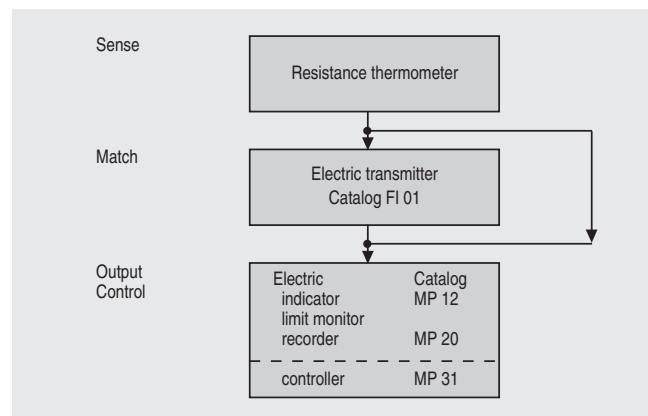 Sense
Resistance thermometer
Match
Electric transmitter
Catalog FI 01
Output
Control
Electric Catalog
indicator MP 12
limit monitor
recorder MP 20
controller MP 31